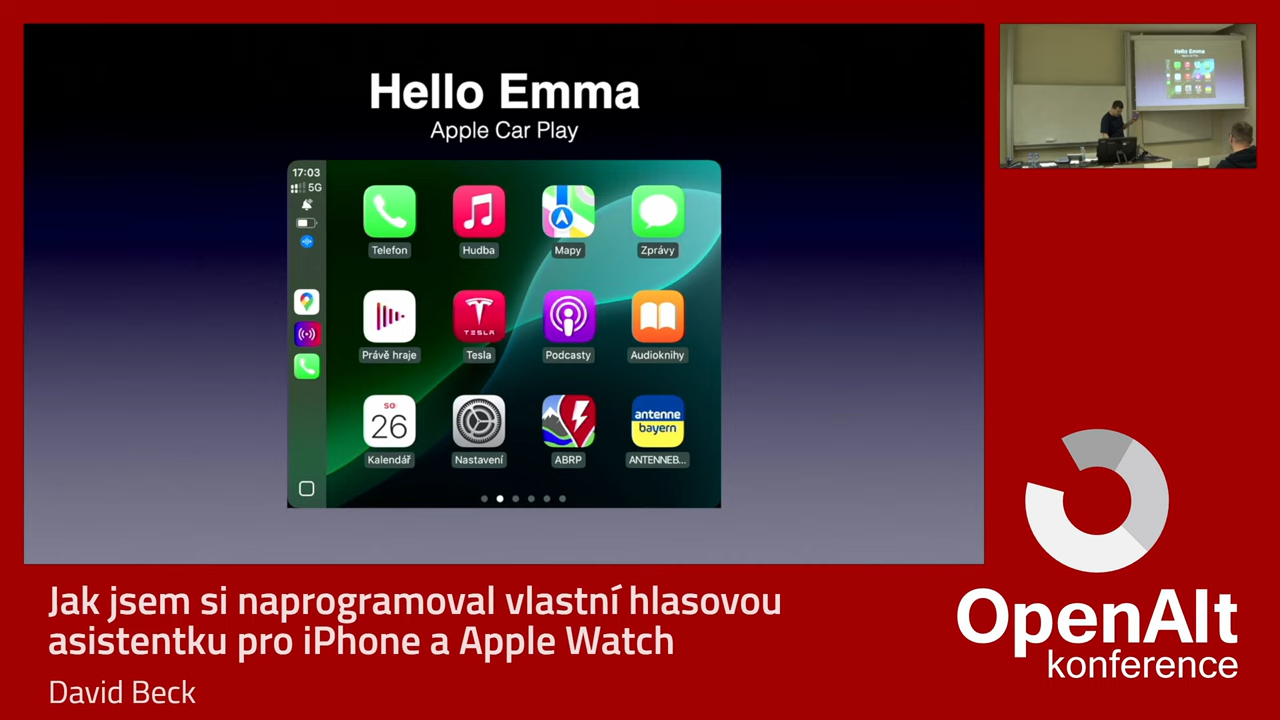 Hello Emma
Apple Car Play
17:03
5G
Telefon
Hudba
Mapy
Zprávy
TESLA
Právě hraje
Tesla
Podcasty
Audioknihy
SO
26
antenne
bayern
Kalendář
Nastavení
ABRP
ANTENNEB...
Jak jsem si naprogramoval vlastní hlasovou
asistentku pro iPhone a Apple Watch
David Beck
OpenAlt
konference
Hello Emma